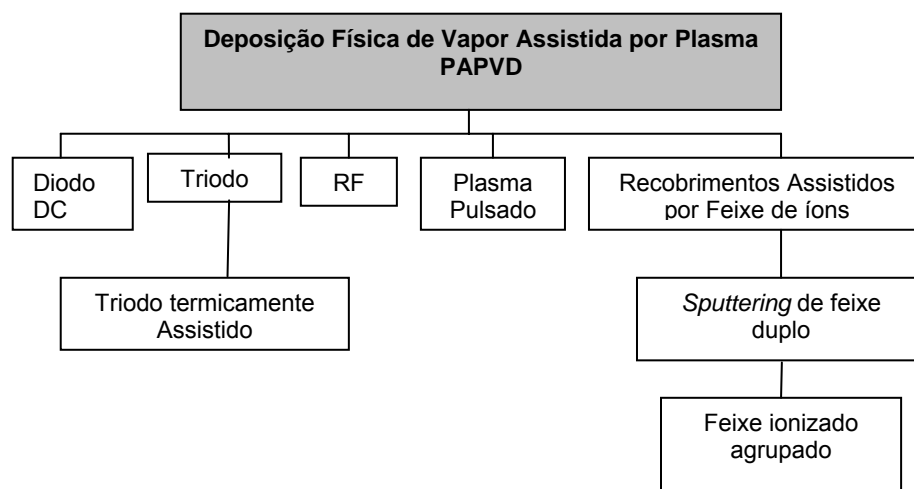 Deposição Física de Vapor Assistida por Plasma
PAPVD
Diodo
DC
Triodo
RF
Plasma
Pulsado
Recobrimentos Assistidos
por Feixe de íons
Triodo termicamente
Assistido
Sputtering de feixe
duplo
Feixe ionizado
agrupado